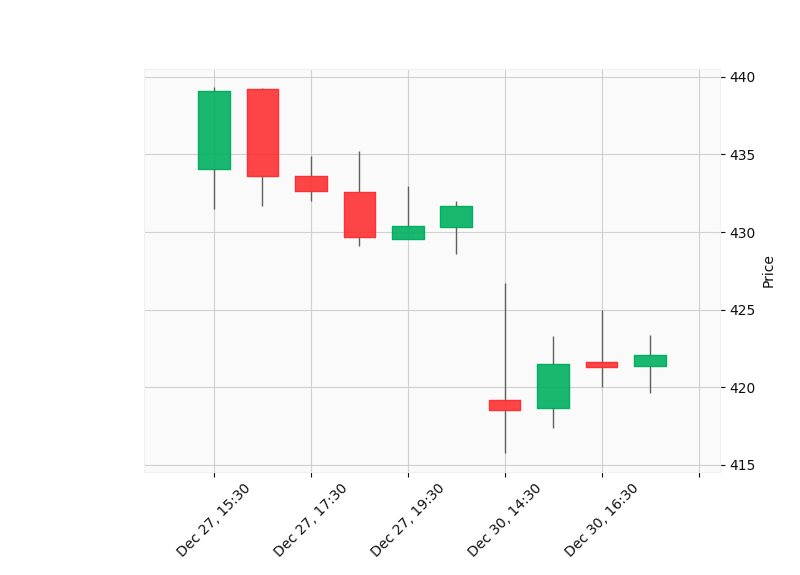 440
435
430
425
420
415
Price
Dec 27, 15:30
Dec 27, 17:30
Dec 27, 19:30
Dec 30, 14:30
Dec 30, 16:30